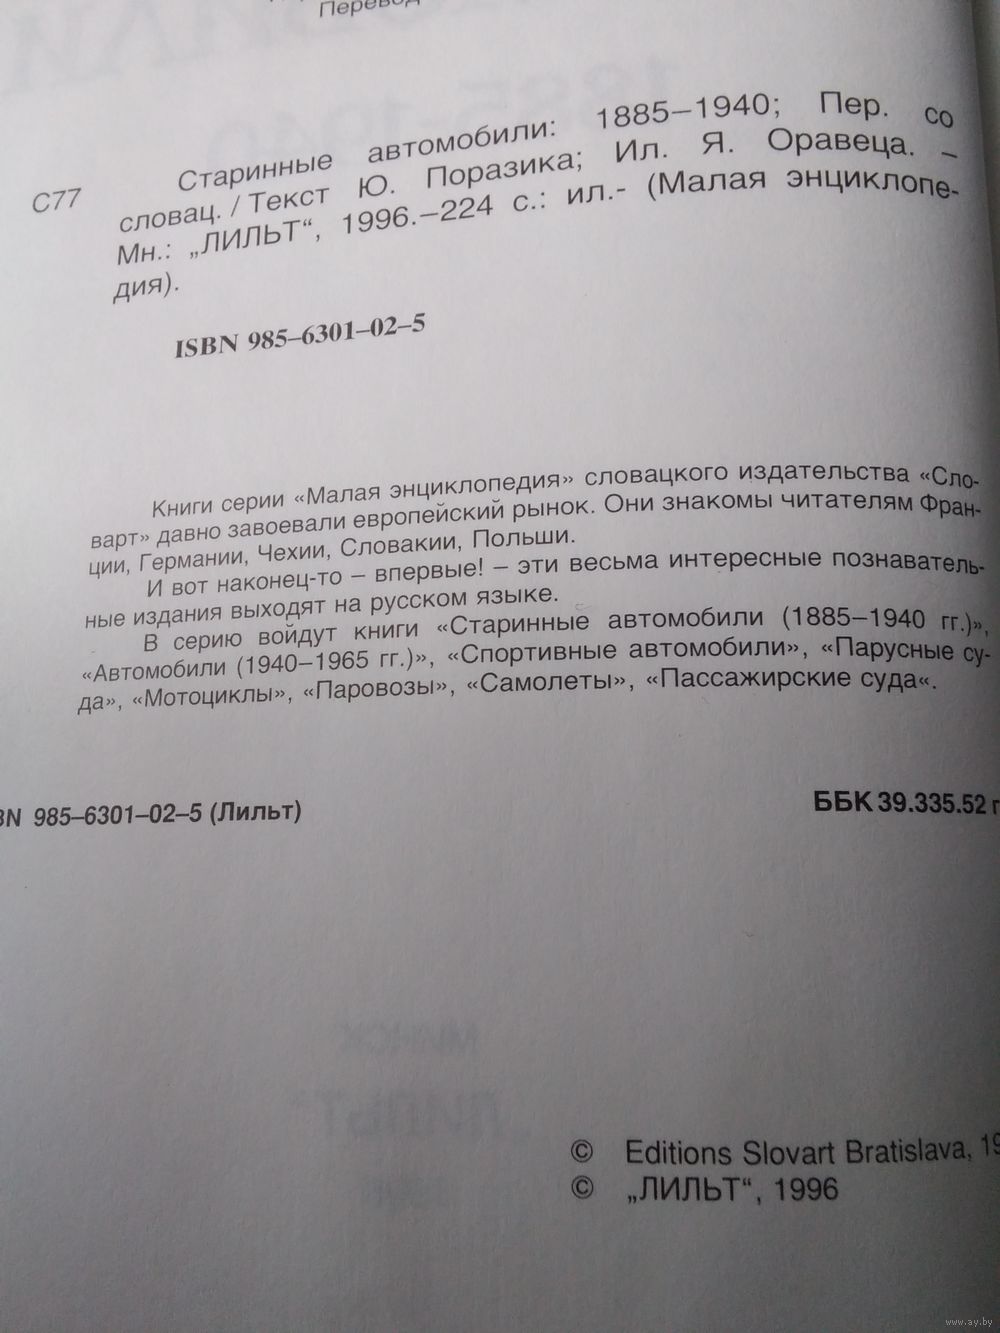 Перевод
С77
Старинные автомобили: 1885–1940; Пер. со
словац. / Текст Ю. Поразика; Ил. Я. Оравеца. –
Мн.: „ЛИЛЬТ“, 1996.–224 с.: ил.- (Малая энциклопе-
дия).
ISBN 985–6301–02–5
Книги серии «Малая энциклопедия» словацкого издательства «Сло-
варт» давно завоевали европейский рынок. Они знакомы читателям Фран-
ции, Германии, Чехии, Словакии, Польши.
И вот наконец-то – впервые! – эти весьма интересные познаватель-
ные издания выходят на русском языке.
В серию войдут книги «Старинные автомобили (1885–1940 гг.)»,
«Автомобили (1940–1965 гг.)», «Спортивные автомобили», «Парусные су-
да», «Мотоциклы», «Паровозы», «Самолеты», «Пассажирские суда«.
BN 985–6301–02–5 (Лильт)
ББК 39.335.52 г
© Editions Slovart Bratislava, 19
© „ЛИЛЬТ“, 1996
www.ay.by